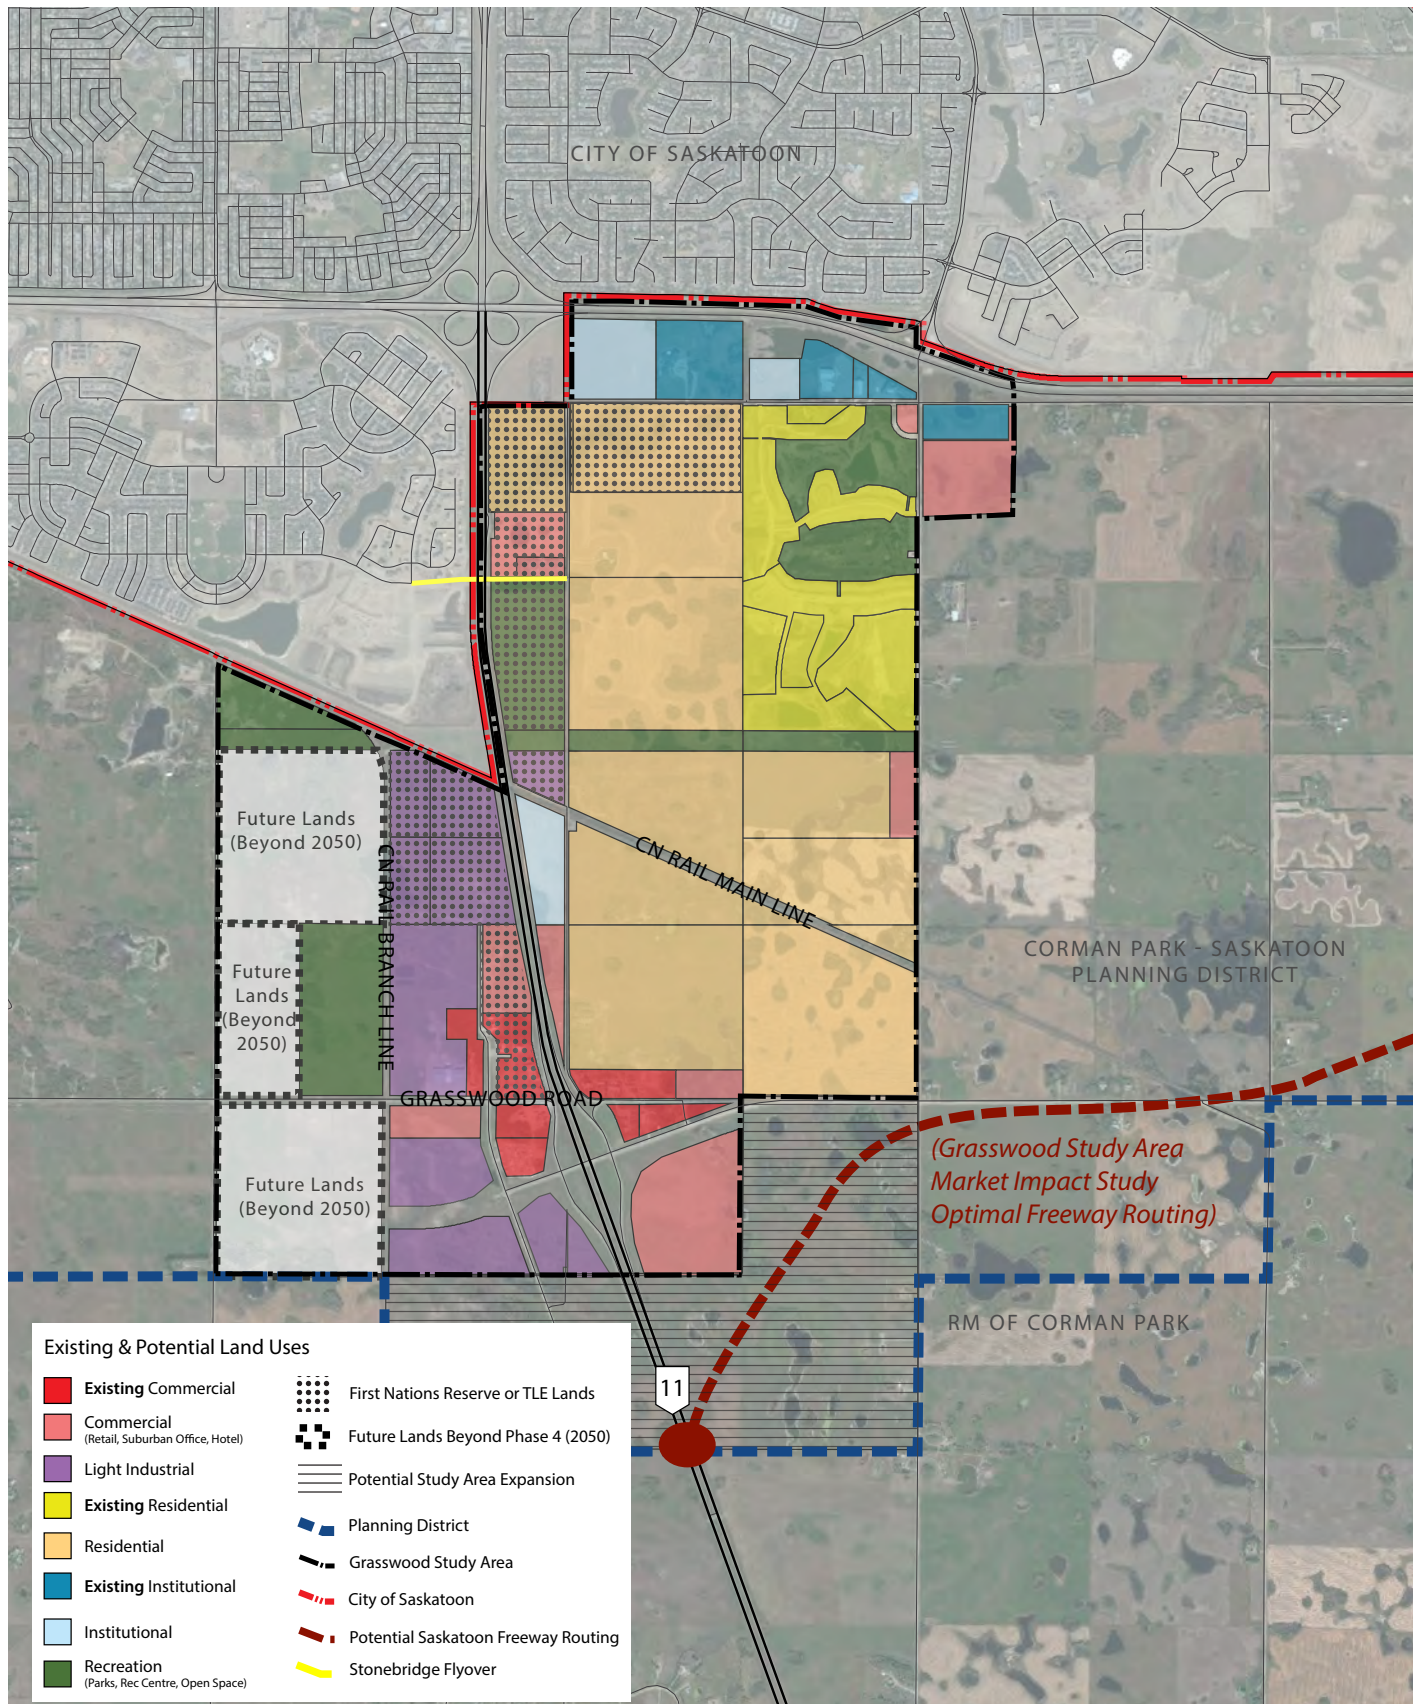 CITY OF SASKATOON
Future Lands
(Beyond 2050)
CN RAIL BRANCH LINE
CN RAIL MAIN LINE
CORMAN PARK - SASKATOON
PLANNING DISTRICT
Future
Lands
(Beyond
2050)
GRASSWOOD ROAD
(Grasswood Study Area
Market Impact Study
Optimal Freeway Routing)
Future Lands
(Beyond 2050)
RM OF CORMAN PARK
11
Existing & Potential Land Uses
Existing Commercial
Commercial
(Retail, Suburban Office, Hotel)
Light Industrial
Existing Residential
Residential
Existing Institutional
Institutional
Recreation
(Parks, Rec Centre, Open Space)
First Nations Reserve or TLE Lands
Future Lands Beyond Phase 4 (2050)
Potential Study Area Expansion
Planning District
Grasswood Study Area
City of Saskatoon
Potential Saskatoon Freeway Routing
Stonebridge Flyover